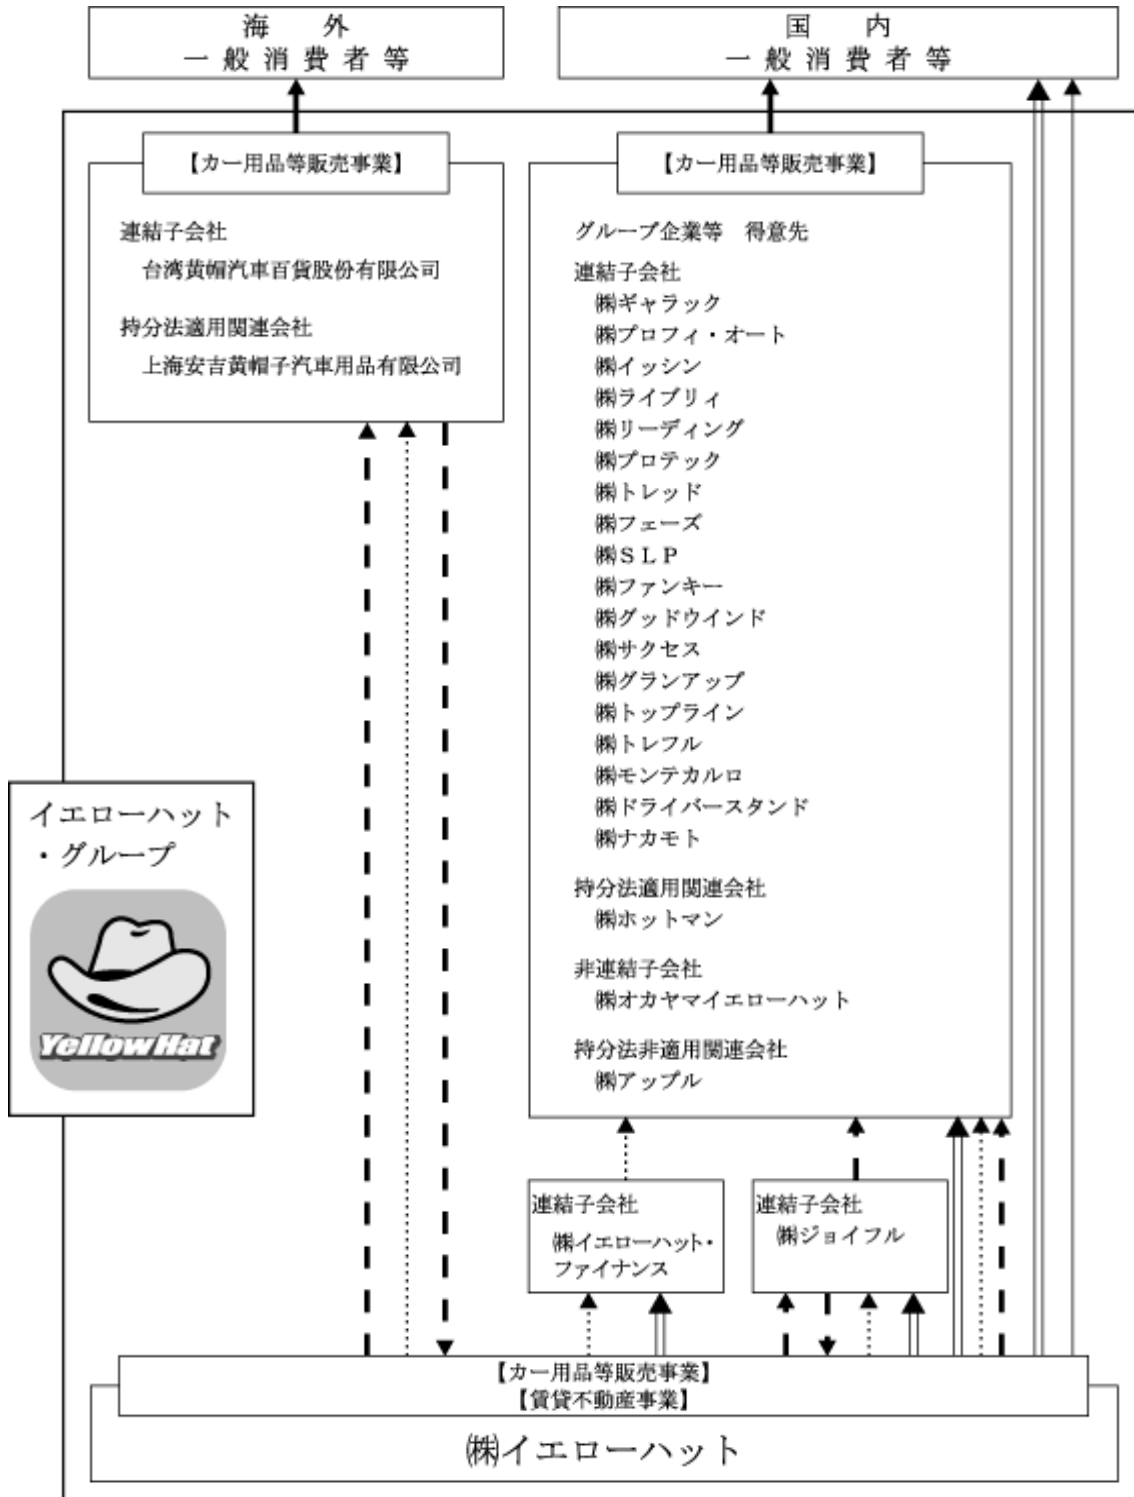 海　外
一 般 消 費 者 等
国　内
一 般 消 費 者 等
【カー用品等販売事業】
連結子会社
台湾黄帽汽車百貨股份有限公司
持分法適用関連会社
上海安吉黄帽子汽車用品有限公司
【カー用品等販売事業】
グループ企業等　得意先
連結子会社
㈱ギャラック
㈱プロフィ・オート
㈱イッシン
㈱ライブリィ
㈱リーディング
㈱プロテック
㈱トレッド
㈱フェーズ
㈱ＳＬＰ
㈱ファンキー
㈱グッドウインド
㈱サクセス
㈱グランアップ
㈱トップライン
㈱トレフル
㈱モンテカルロ
㈱ドライバースタンド
㈱ナカモト
持分法適用関連会社
㈱ホットマン
非連結子会社
㈱オカヤマイエローハット
持分法非適用関連会社
㈱アップル
イエローハット
・グループ
YellowHat
連結子会社
㈱イエローハット・
ファイナンス
連結子会社
㈱ジョイフル
【カー用品等販売事業】
【賃貸不動産事業】
㈱イエローハット